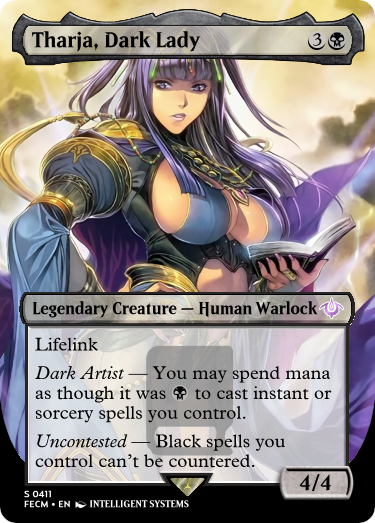 Tharja, Dark Lady 3
Legendary Creature — Human Warlock
Lifelink
Dark Artist — You may spend mana
as though it was to cast instant or
sorcery spells you control.
Uncontested — Black spells you
control can't be countered.
4/4
S 0411
FECM • EN INTELLIGENT SYSTEMS